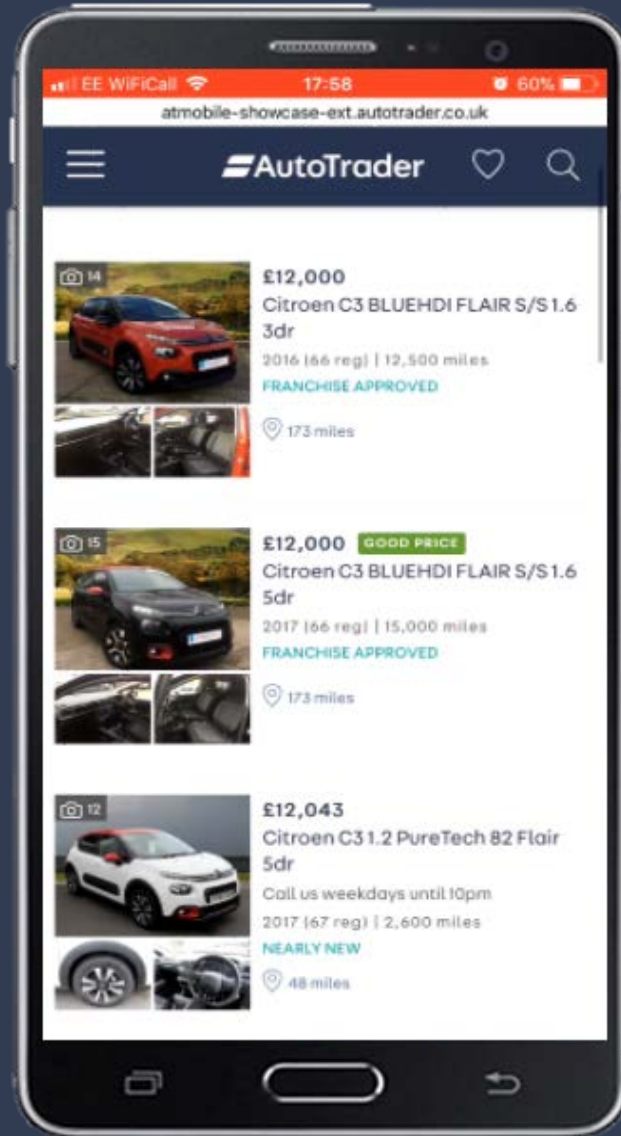 EE WiFiCall 17:58 60%
atmobile-showcase-ext.autotrader.co.uk
AutoTrader
14
£12,000
Citroen C3 BLUEHDI FLAIR S/S 1.6
3dr
2016 (66 reg) | 12,500 miles
FRANCHISE APPROVED
173 miles
15
£12,000 GOOD PRICE
Citroen C3 BLUEHDI FLAIR S/S 1.6
5dr
2017 (66 reg) | 15,000 miles
FRANCHISE APPROVED
173 miles
12
£12,043
Citroen C3 1.2 PureTech 82 Flair
5dr
Call us weekdays until 10pm
2017 (67 reg) | 2,600 miles
NEARLY NEW
48 miles